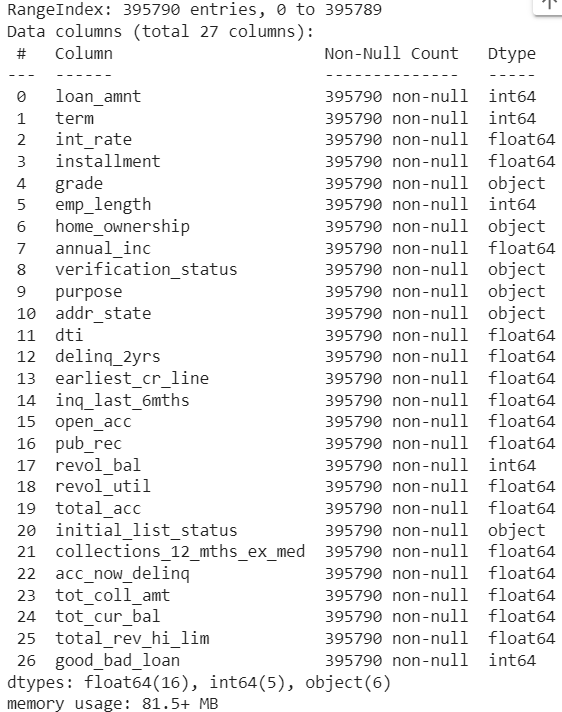 RangeIndex: 395790 entries, 0 to 395789
Data columns (total 27 columns):
 #   Column                      Non-Null Count   Dtype
---  ------                      --------------   -----
 0   loan_amnt                   395790 non-null  int64
 1   term                        395790 non-null  int64
 2   int_rate                    395790 non-null  float64
 3   installment                 395790 non-null  float64
 4   grade                       395790 non-null  object
 5   emp_length                  395790 non-null  int64
 6   home_ownership              395790 non-null  object
 7   annual_inc                  395790 non-null  float64
 8   verification_status         395790 non-null  object
 9   purpose                     395790 non-null  object
 10  addr_state                  395790 non-null  object
 11  dti                         395790 non-null  float64
 12  delinq_2yrs                 395790 non-null  float64
 13  earliest_cr_line            395790 non-null  float64
 14  inq_last_6mths              395790 non-null  float64
 15  open_acc                    395790 non-null  float64
 16  pub_rec                     395790 non-null  float64
 17  revol_bal                   395790 non-null  int64
 18  revol_util                  395790 non-null  float64
 19  total_acc                   395790 non-null  float64
 20  initial_list_status         395790 non-null  object
 21  collections_12_mths_ex_med  395790 non-null  float64
 22  acc_now_delinq              395790 non-null  float64
 23  tot_coll_amt                395790 non-null  float64
 24  tot_cur_bal                 395790 non-null  float64
 25  total_rev_hi_lim            395790 non-null  float64
 26  good_bad_loan               395790 non-null  int64
dtypes: float64(16), int64(5), object(6)
memory usage: 81.5+ MB